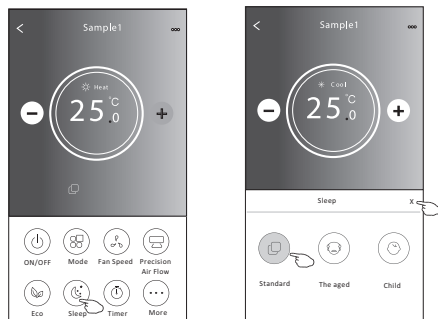 Sample1
Heat
25.0 °C
ON/OFF
Mode
Fan Speed
Precision
Air Flow
Eco
Sleep
Timer
More
Sample1
Cool
25.0 °C
Sleep
X
Standard
The aged
Child